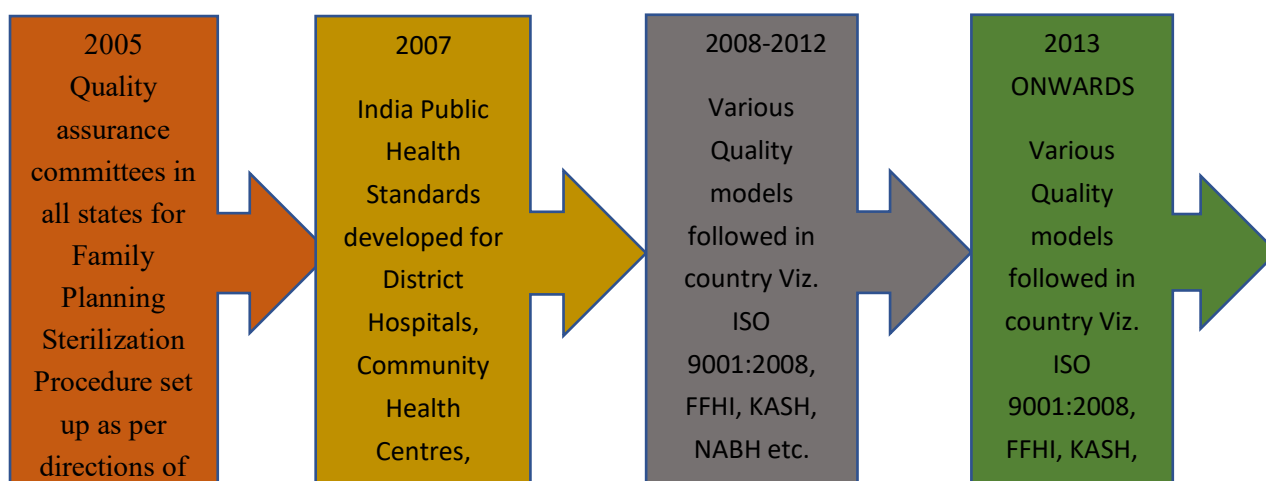 2005
Quality
assurance
committees in
all states for
Family
Planning
Sterilization
Procedure set
up as per
directions of
2007
India Public
Health
Standards
developed for
District
Hospitals,
Community
Health
Centres,
2008-2012
Various
Quality
models
followed in
country Viz.
ISO
9001:2008,
FFHI, KASH,
NABH etc.
2013
ONWARDS
Various
Quality
models
followed in
country Viz.
ISO
9001:2008,
FFHI, KASH,